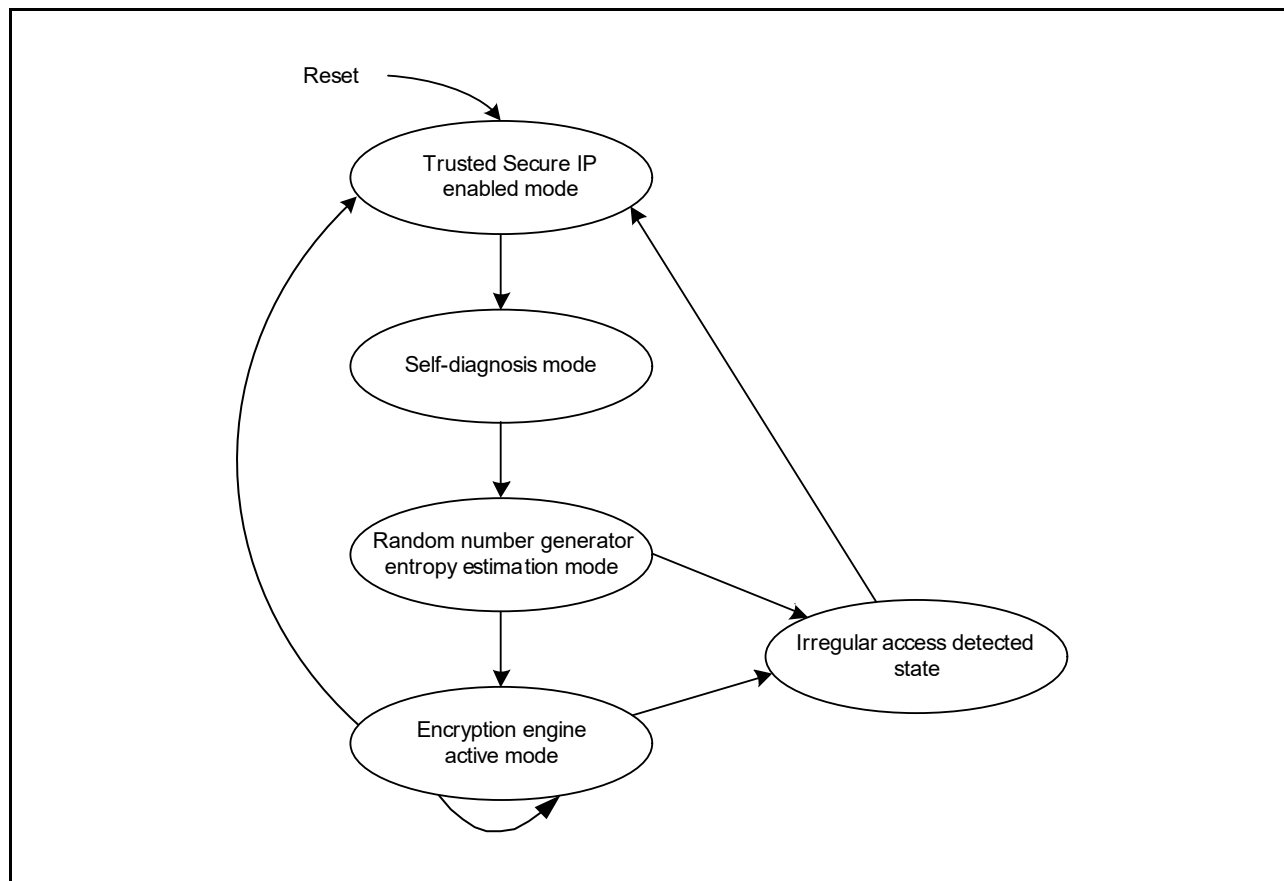 Reset
Trusted Secure IP
enabled mode
Self-diagnosis mode
Random number generator
entropy estimation mode
Irregular access detected
state
Encryption engine
active mode